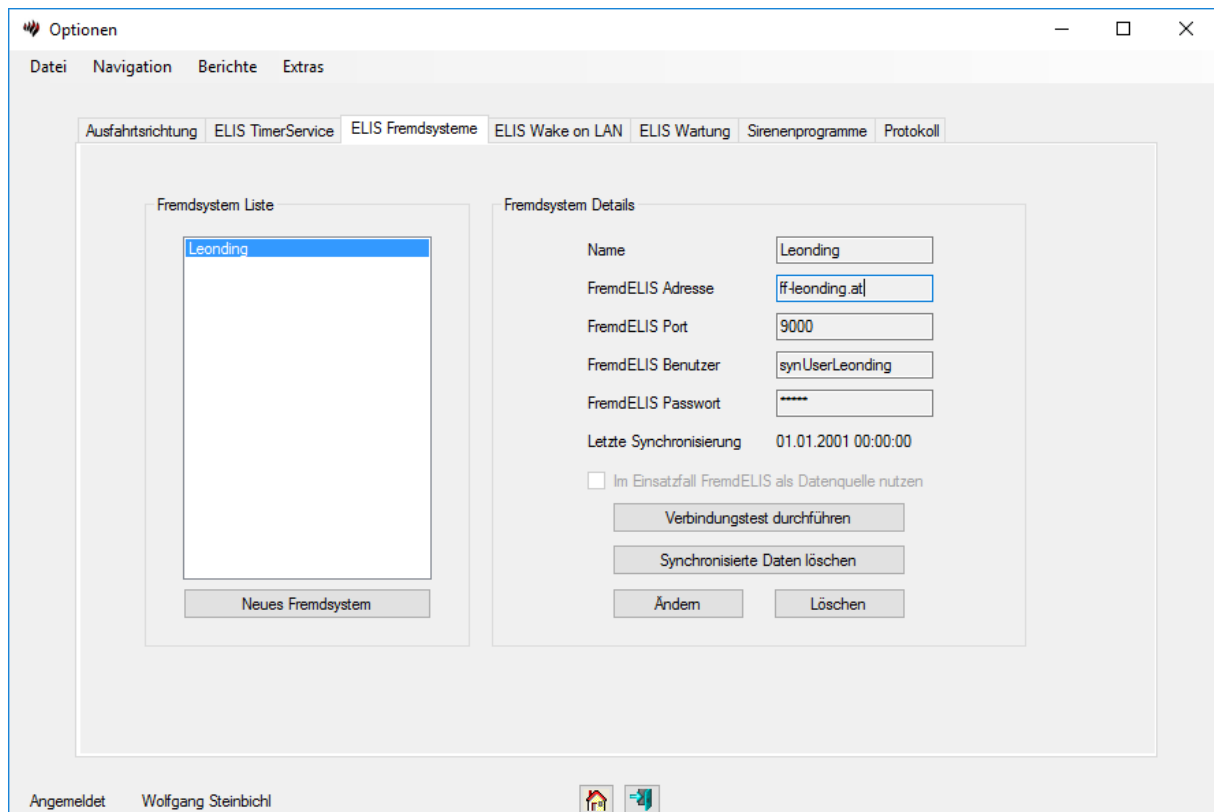 Optionen
Datei Navigation Berichte Extras
Ausfahrtsrichtung ELIS TimerService ELIS Fremdsysteme ELIS Wake on LAN ELIS Wartung Sirenenprogramme Protokoll
Fremdsystem Liste
Leonding
Neues Fremdsystem
Fremdsystem Details
Name Leonding
FremdELIS Adresse ff-leonding.at
FremdELIS Port 9000
FremdELIS Benutzer synUserLeonding
FremdELIS Passwort *****
Letzte Synchronisierung 01.01.2001 00:00:00
Im Einsatzfall FremdELIS als Datenquelle nutzen
Verbindungstest durchführen
Synchronisierte Daten löschen
Ändern Löschen
Angemeldet Wolfgang Steinbichl